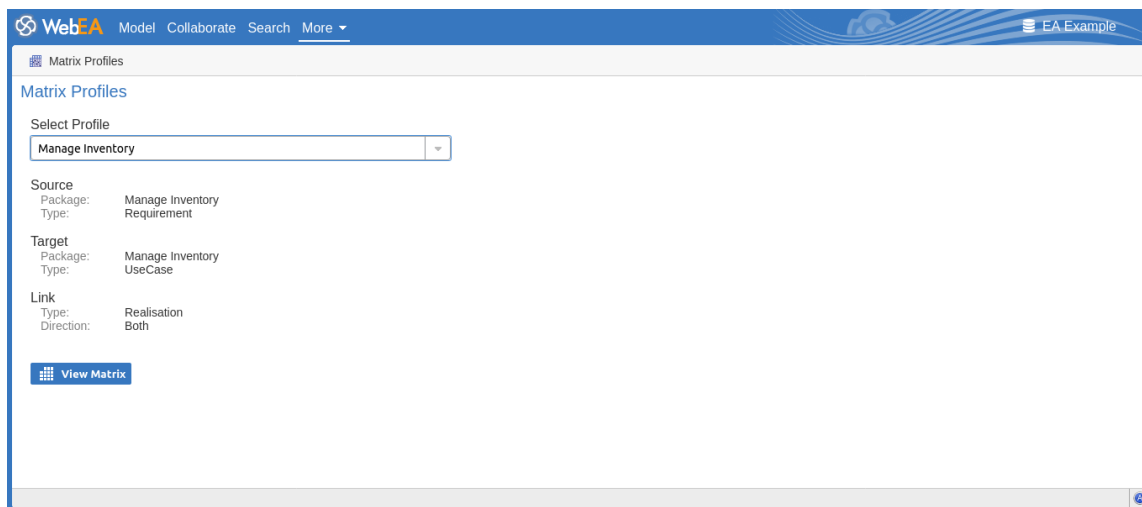 WebEA Model Collaborate Search More EA Example
Matrix Profiles
Matrix Profiles
Select Profile
Manage Inventory
Source
Package: Manage Inventory
Type: Requirement
Target
Package: Manage Inventory
Type: UseCase
Link
Type: Realisation
Direction: Both
View Matrix